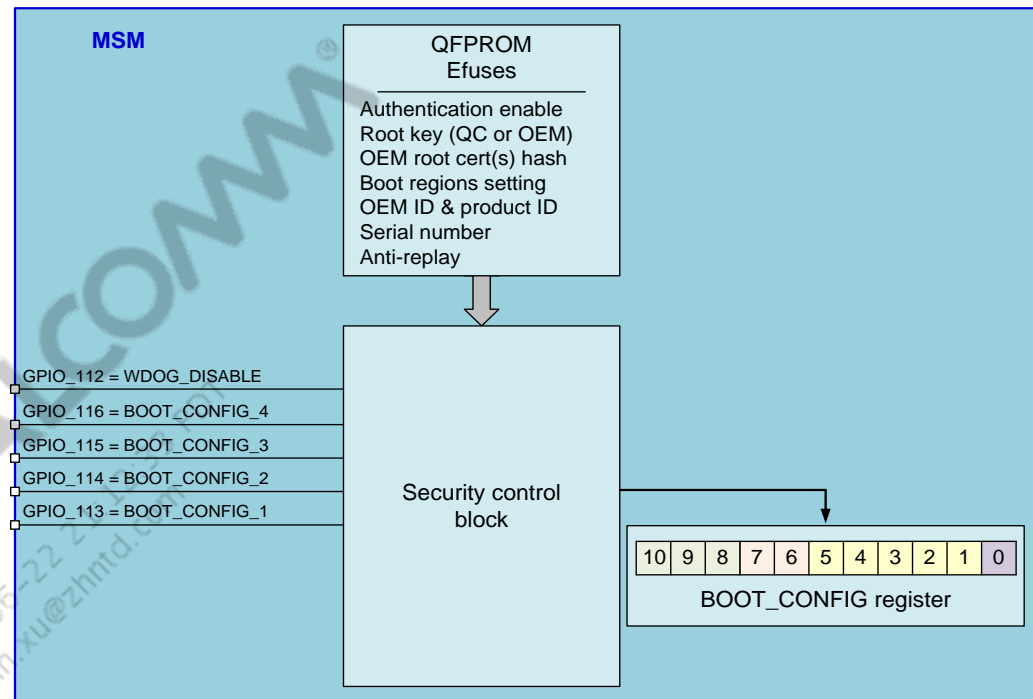 MSM
QFPROM
Efuses
Authentication enable
Root key (QC or OEM)
OEM root cert(s) hash
Boot regions setting
OEM ID & product ID
Serial number
Anti-replay
GPIO_112 = WDOG_DISABLE
GPIO_116 = BOOT_CONFIG_4
GPIO_115 = BOOT_CONFIG_3
GPIO_114 = BOOT_CONFIG_2
GPIO_113 = BOOT_CONFIG_1
Security control
block
10 9 8 7 6 5 4 3 2 1 0
BOOT_CONFIG register
ALCOMM®